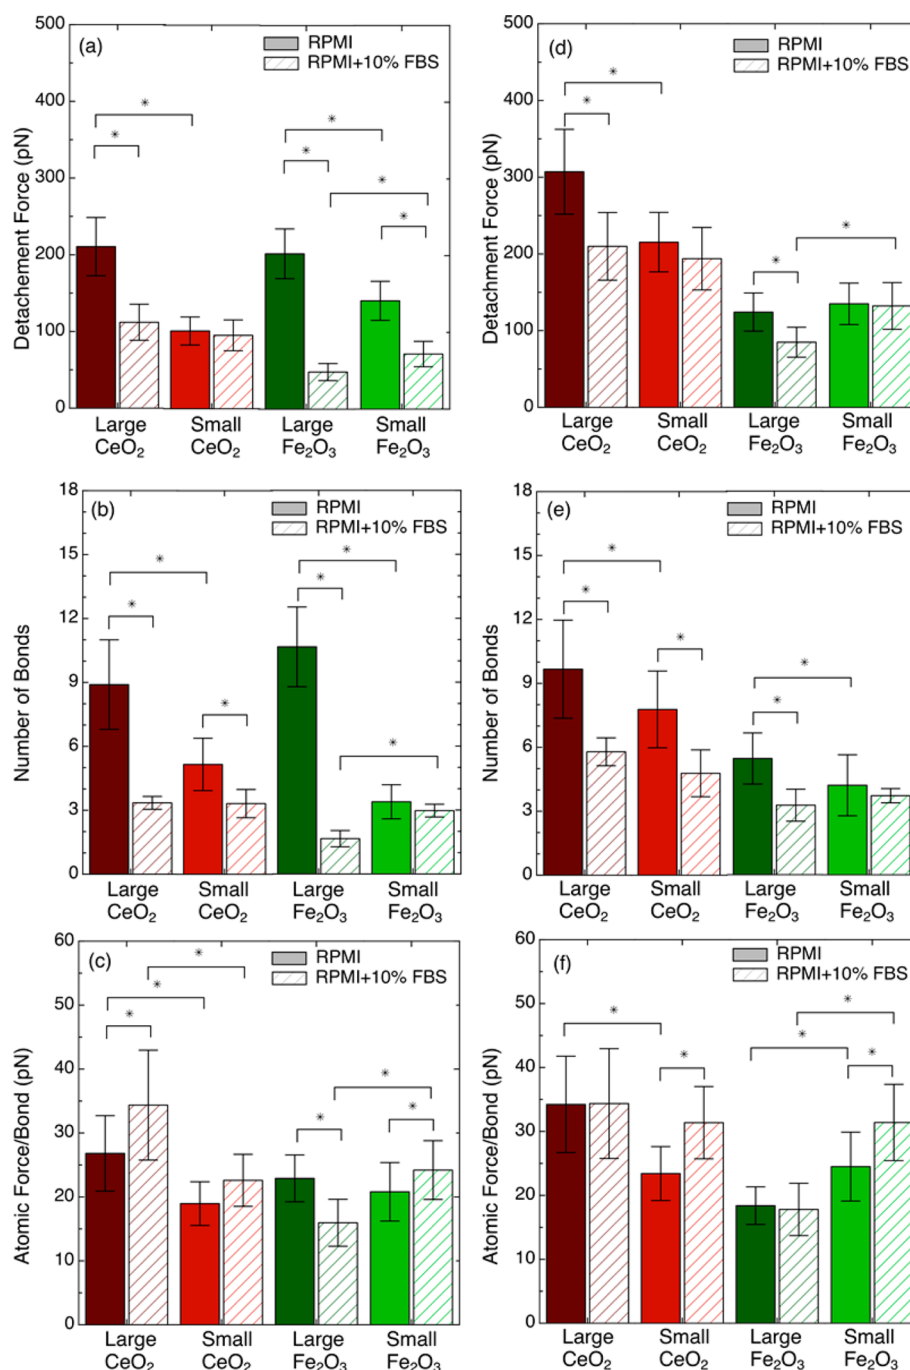 (a)
RPMI
RPMI+10% FBS
Detachement Force (pN)
500
400
300
200
100
0
* * * * * *
Large Small Large Small
CeO₂ CeO₂ Fe₂O₃ Fe₂O₃
(d)
RPMI
RPMI+10% FBS
Detachment Force (pN)
500
400
300
200
100
0
* * * *
Large Small Large Small
CeO₂ CeO₂ Fe₂O₃ Fe₂O₃
(b)
RPMI
RPMI+10% FBS
Number of Bonds
18
15
12
9
6
3
0
* * * * * *
Large Small Large Small
CeO₂ CeO₂ Fe₂O₃ Fe₂O₃
(e)
RPMI
RPMI+10% FBS
Number of Bonds
18
15
12
9
6
3
0
* * * * *
Large Small Large Small
CeO₂ CeO₂ Fe₂O₃ Fe₂O₃
(c)
RPMI
RPMI+10% FBS
Atomic Force/Bond (pN)
60
50
40
30
20
10
0
* * * * * *
Large Small Large Small
CeO₂ CeO₂ Fe₂O₃ Fe₂O₃
(f)
RPMI
RPMI+10% FBS
Atomic Force/Bond (pN)
60
50
40
30
20
10
0
* * * * *
Large Small Large Small
CeO₂ CeO₂ Fe₂O₃ Fe₂O₃